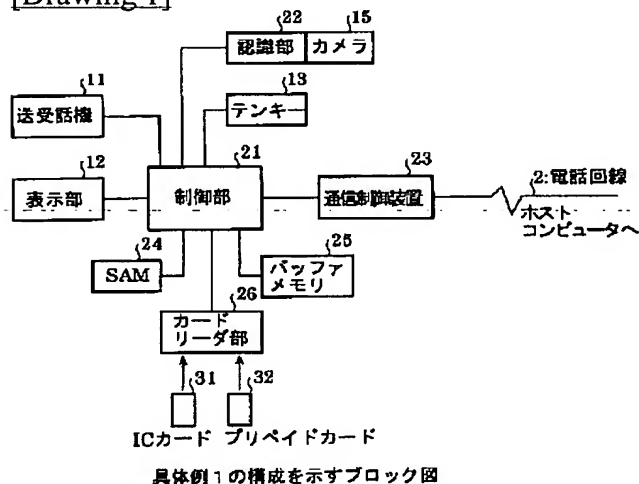 [Drawing 1]
22
15
認識部 カメラ
11
送受話機
13
テンキー
12
表示部
21
制御部
23
通信制御装置
2:電話回線
ホスト
コンピュータへ
24
SAM
25
バッファ
メモリ
26
カード
リーダ部
31
32
ICカード プリペイドカード
具体例1の構成を示すブロック図